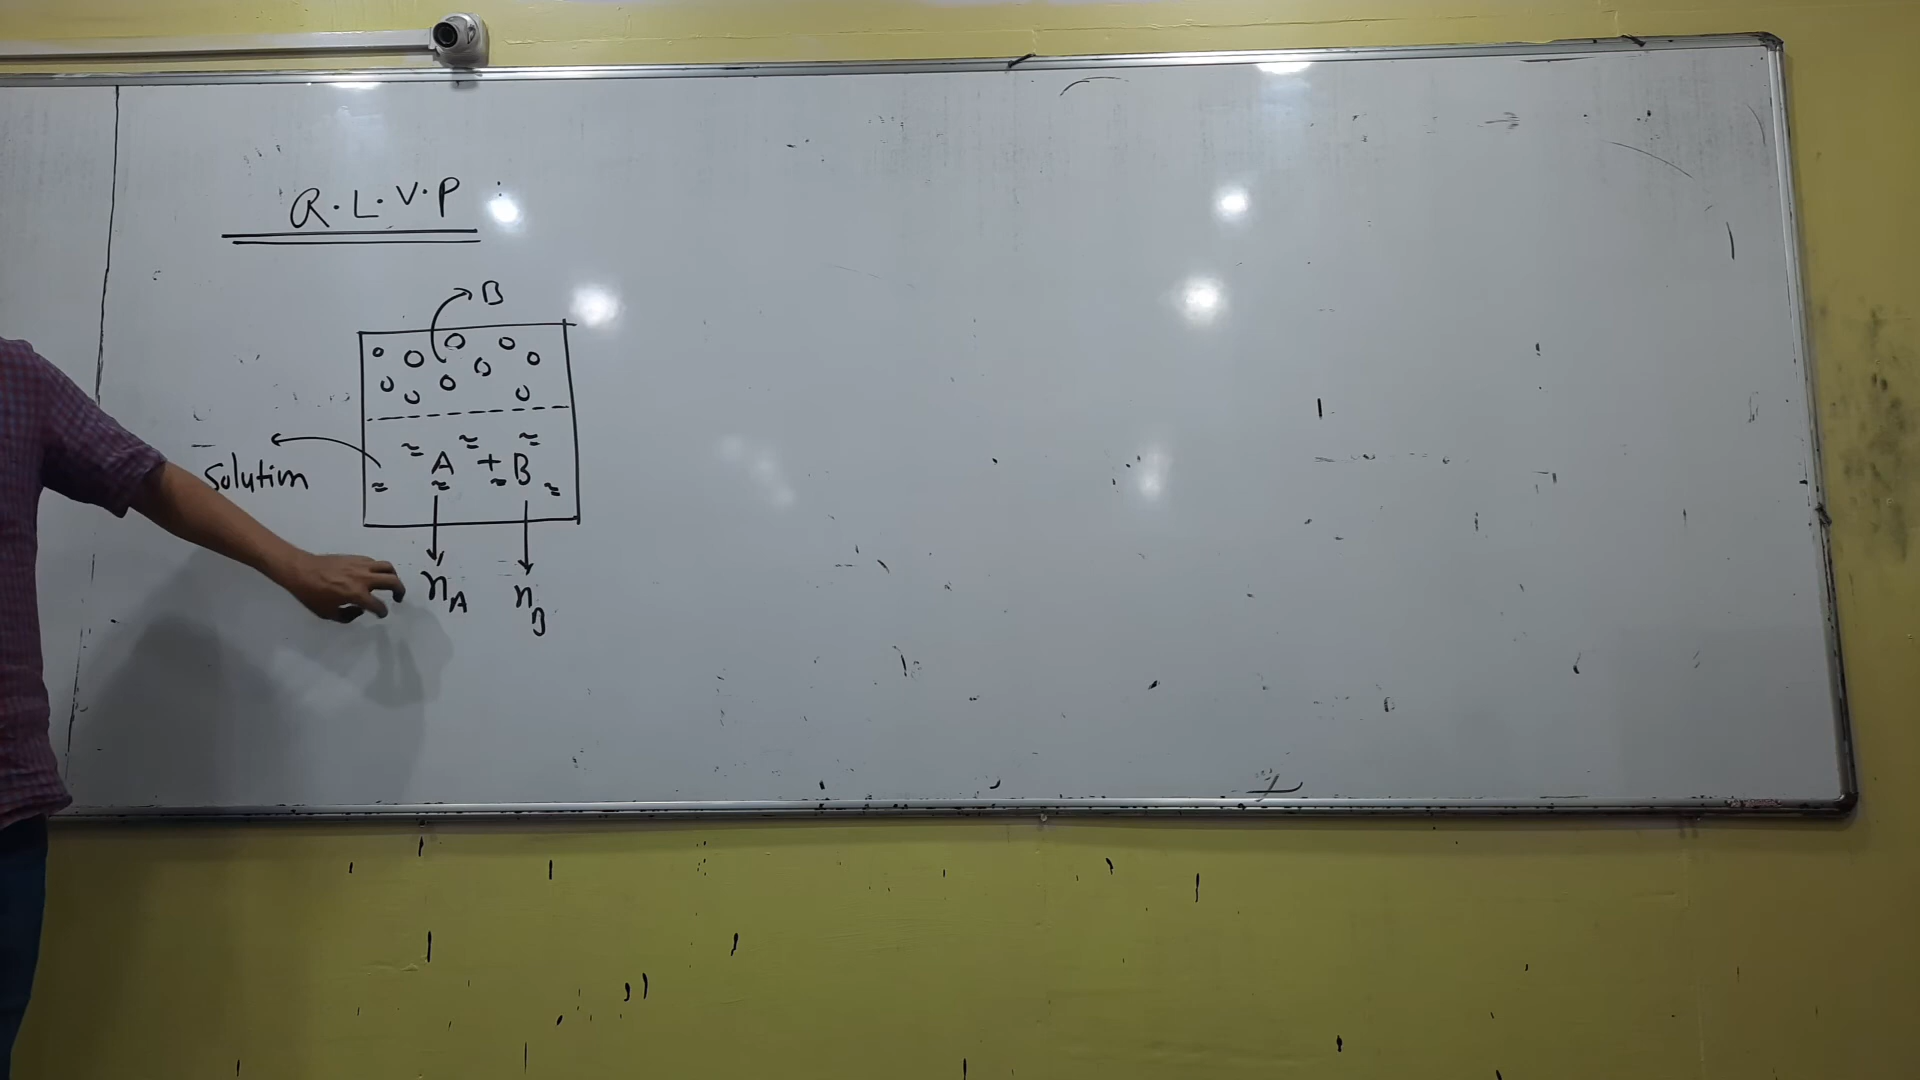 R.L.V.P
B
A + B
Solution
nA nB